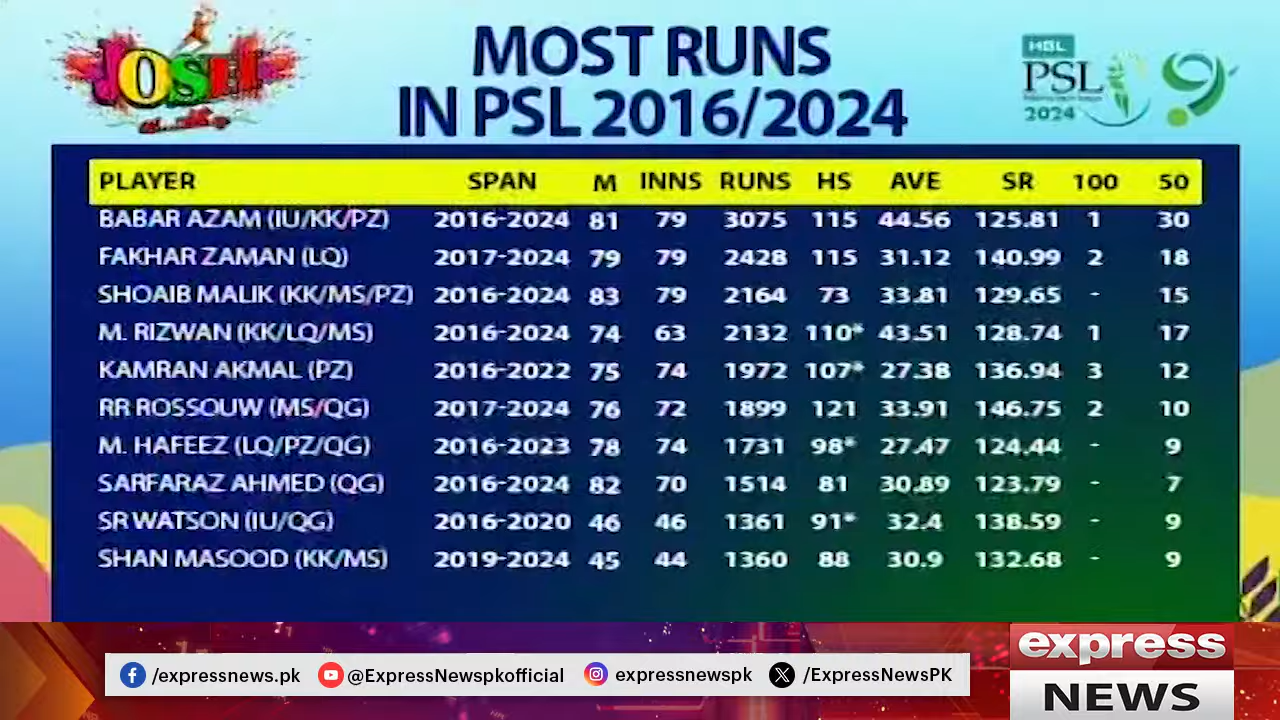 JOSH
MOST RUNS
IN PSL 2016/2024
HBL
PSL
2024
9
PLAYER SPAN M INNS RUNS HS AVE SR 100 50
BABAR AZAM (IU/KK/PZ) 2016-2024 81 79 3075 115 44.56 125.81 1 30
FAKHAR ZAMAN (LQ) 2017-2024 79 79 2428 115 31.12 140.99 2 18
SHOAIB MALIK (KK/MS/PZ) 2016-2024 83 79 2164 73 33.81 129.65 - 15
M. RIZWAN (KK/LQ/MS) 2016-2024 74 63 2132 110* 43.51 128.74 1 17
KAMRAN AKMAL (PZ) 2016-2022 75 74 1972 107* 27.38 136.94 3 12
RR ROSSOUW (MS/QG) 2017-2024 76 72 1899 121 33.91 146.75 2 10
M. HAFEEZ (LQ/PZ/QG) 2016-2023 78 74 1731 98* 27.47 124.44 - 9
SARFARAZ AHMED (QG) 2016-2024 82 70 1514 81 30.89 123.79 - 7
SR WATSON (IU/QG) 2016-2020 46 46 1361 91* 32.4 138.59 - 9
SHAN MASOOD (KK/MS) 2019-2024 45 44 1360 88 30.9 132.68 - 9
/expressnews.pk @ExpressNewspkofficial expressnewspk /ExpressNewsPK
express
NEWS